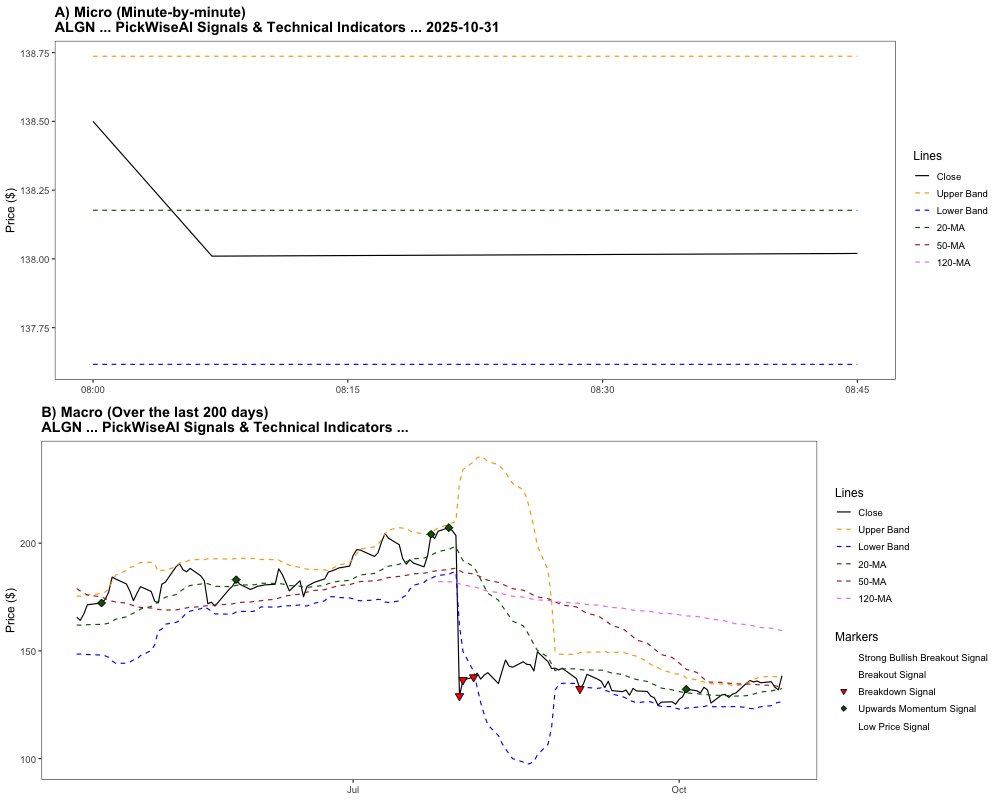 A) Micro (Minute-by-minute)
ALGN ... PickWiseAI Signals & Technical Indicators ... 2025-10-31
Price ($)
138.75
138.50
138.25
138.00
137.75
08:00
08:15
08:30
08:45
Lines
Close
Upper Band
Lower Band
20-MA
50-MA
120-MA
B) Macro (Over the last 200 days)
ALGN ... PickWiseAI Signals & Technical Indicators ...
Price ($)
200
150
100
Jul
Oct
Lines
Close
Upper Band
Lower Band
20-MA
50-MA
120-MA
Markers
Strong Bullish Breakout Signal
Breakout Signal
Breakdown Signal
Upwards Momentum Signal
Low Price Signal